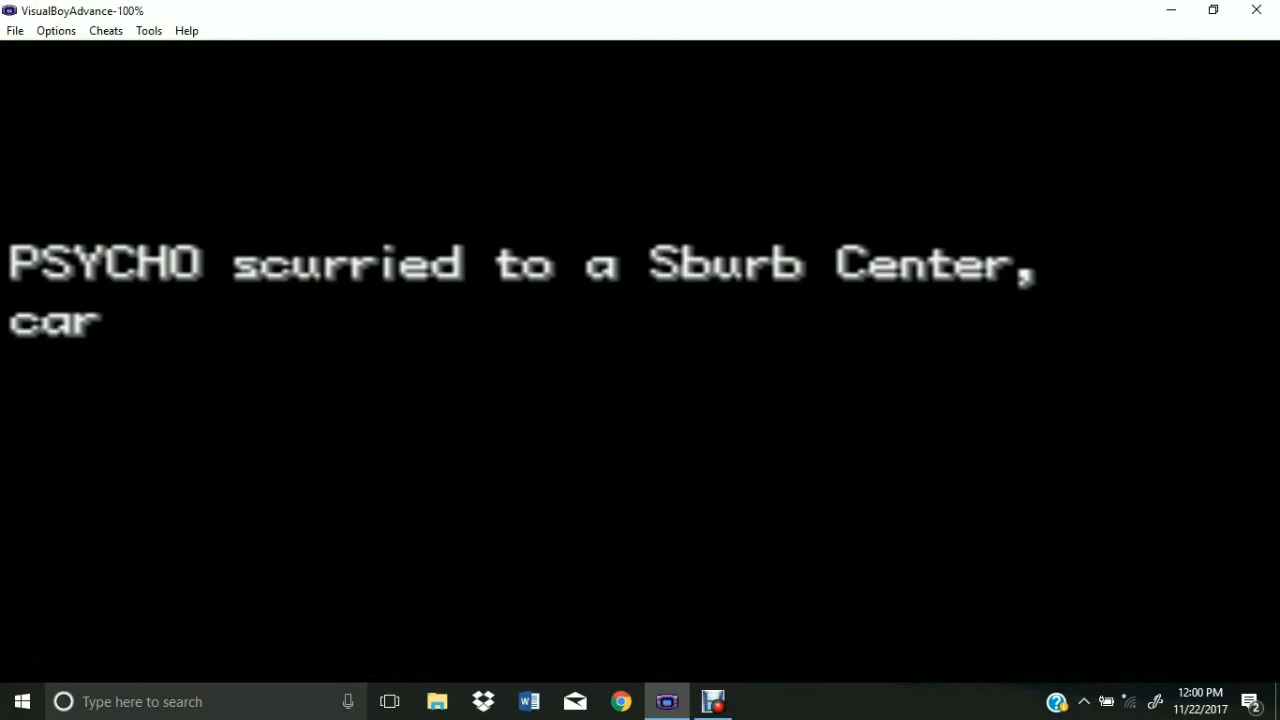 VisualBoyAdvance-100%
File Options Cheats Tools Help
PSYCHO scurried to a Sburb Center,
car
Type here to search
12:00 PM
11/22/2017
2